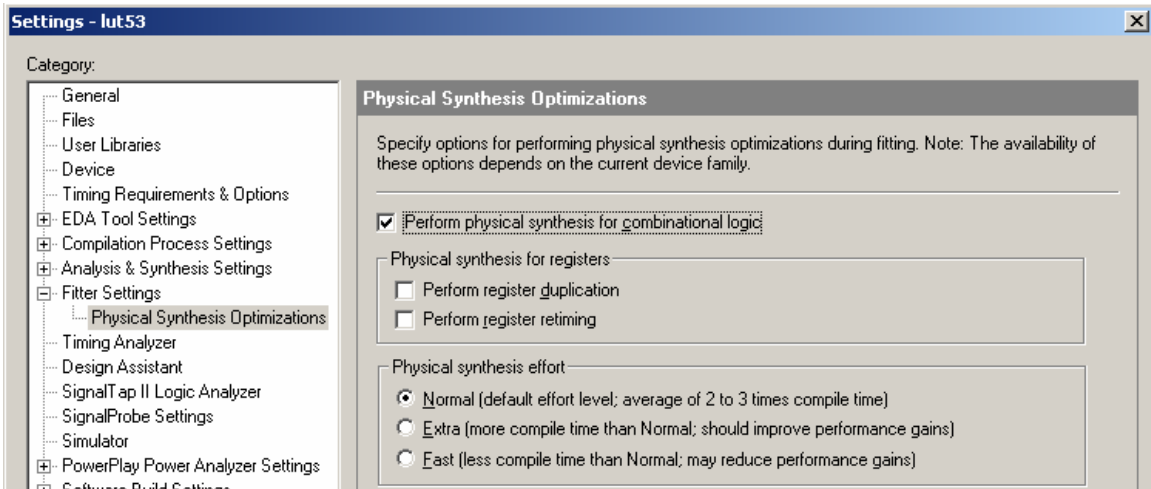 Settings - lut53
Category:
General
Files
User Libraries
Device
Timing Requirements & Options
EDA Tool Settings
Compilation Process Settings
Analysis & Synthesis Settings
Fitter Settings
Physical Synthesis Optimizations
Timing Analyzer
Design Assistant
SignalTap II Logic Analyzer
SignalProbe Settings
Simulator
PowerPlay Power Analyzer Settings
Software Build Settings
Physical Synthesis Optimizations
Specify options for performing physical synthesis optimizations during fitting. Note: The availability of
these options depends on the current device family.
Perform physical synthesis for combinational logic
Physical synthesis for registers
Perform register duplication
Perform register retiming
Physical synthesis effort
Normal (default effort level; average of 2 to 3 times compile time)
Extra (more compile time than Normal; should improve performance gains)
Fast (less compile time than Normal; may reduce performance gains)